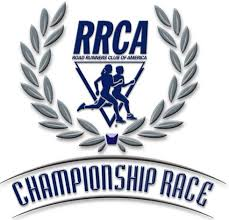 RRCA
ROAD RUNNERS CLUB OF AMERICA
CHAMPIONSHIP RACE